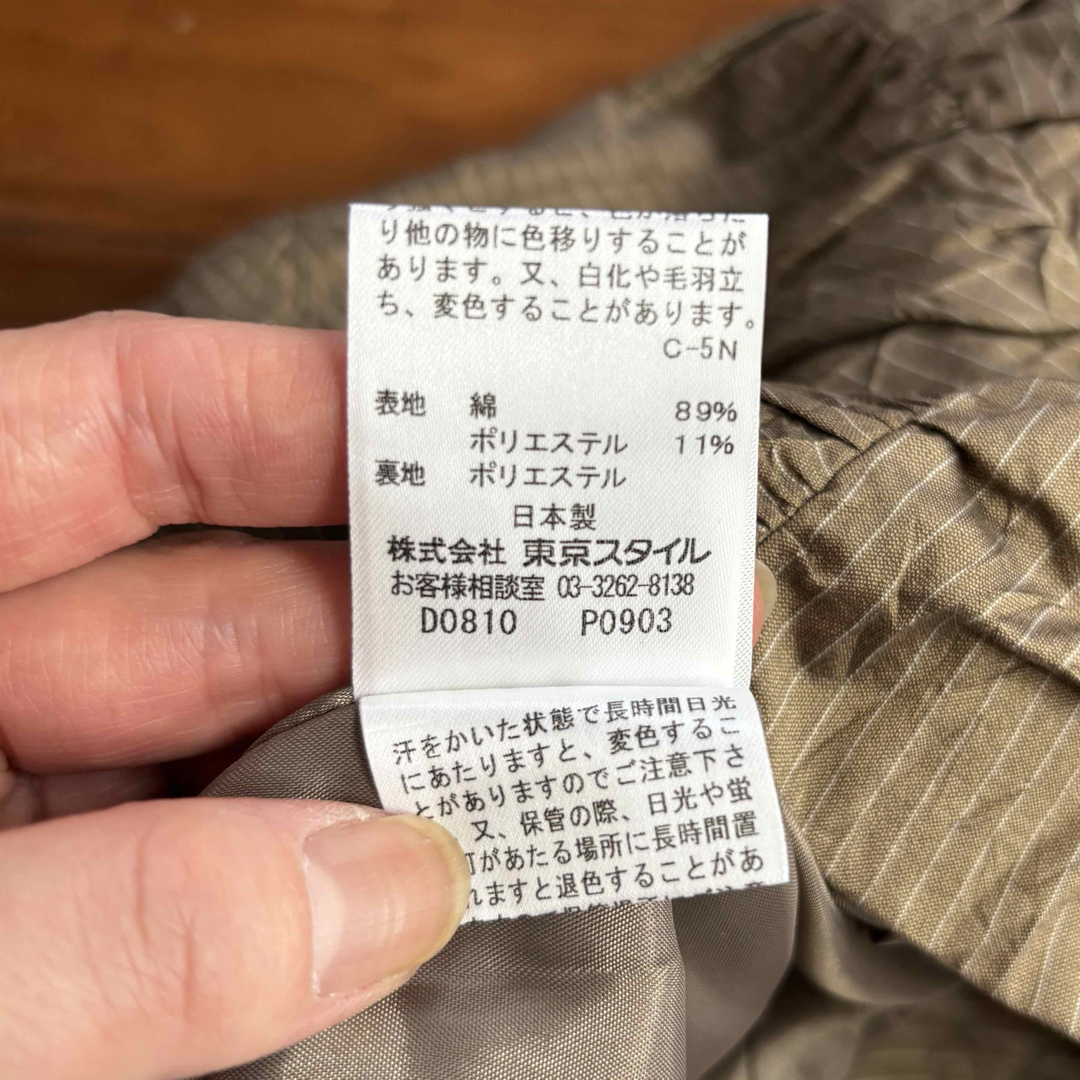 り他の物に色移りすることが
あります。又、白化や毛羽立
ち、変色することがあります。
C-5N
表地 綿 89%
ポリエステル 11%
裏地 ポリエステル
日本製
株式会社 東京スタイル
お客様相談室 03-3262-8138
D0810 P0903
汗をかいた状態で長時間日光
にあたりますと、変色するこ
とがありますのでご注意下さ
又、保管の際、日光や蛍
があたる場所に長時間置
れますと退色することがあ